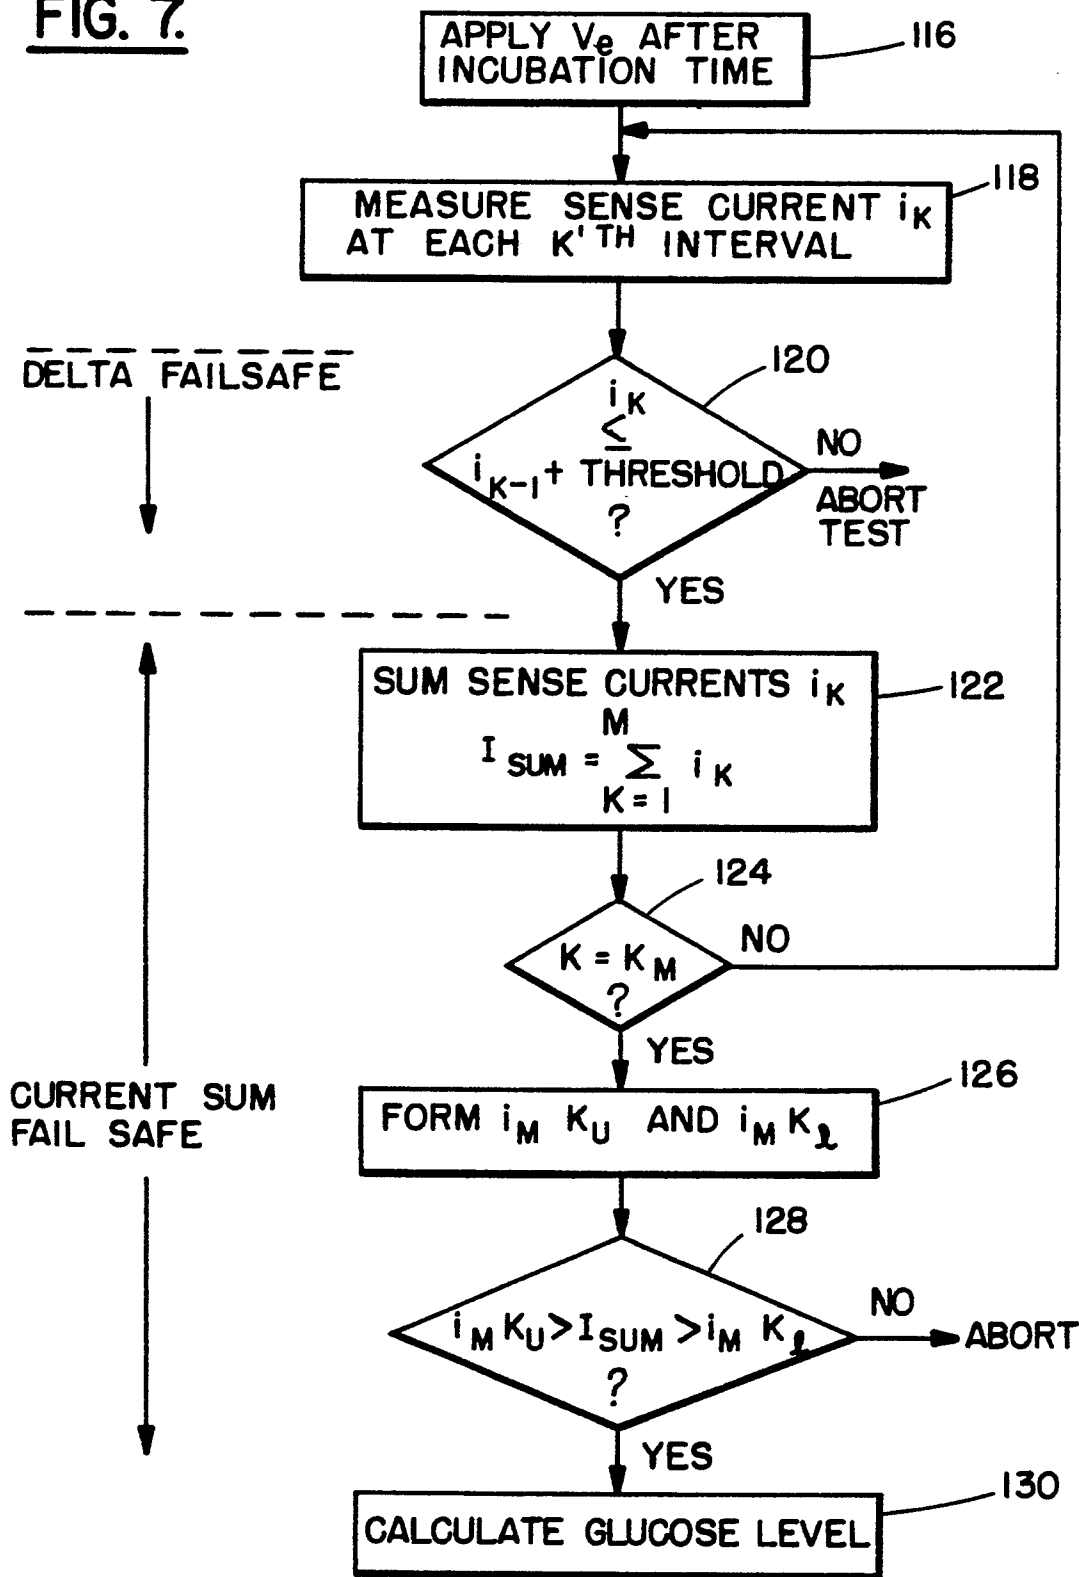 FIG. 7.
APPLY Ve AFTER
INCUBATION TIME
116
MEASURE SENSE CURRENT iK
AT EACH K'TH INTERVAL
118
DELTA FAILSAFE
120
iK
≤
iK-1 + THRESHOLD
?
NO
ABORT
TEST
YES
SUM SENSE CURRENTS iK
M
I SUM = Σ iK
K = 1
122
124
K = KM
?
NO
YES
CURRENT SUM
FAIL SAFE
126
FORM iM KU AND iM Kℓ
128
iM KU > ISUM > iM Kℓ
?
NO
ABORT
YES
130
CALCULATE GLUCOSE LEVEL